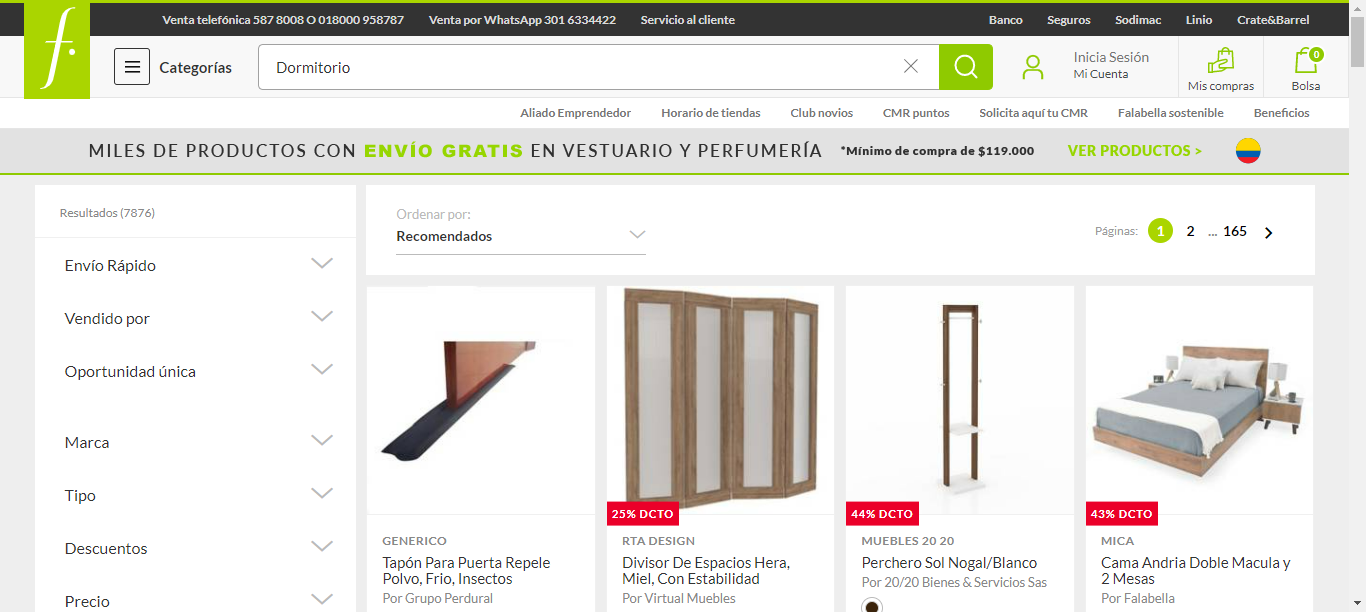 Venta telefónica 587 8008 O 018000 958787 Venta por WhatsApp 301 6334422 Servicio al cliente Banco Seguros Sodimac Linio Crate&Barrel
f.
Categorías
Dormitorio
Inicia Sesión
Mi Cuenta
Mis compras
0
Bolsa
Aliado Emprendedor Horario de tiendas Club novios CMR puntos Solicita aquí tu CMR Falabella sostenible Beneficios
MILES DE PRODUCTOS CON ENVÍO GRATIS EN VESTUARIO Y PERFUMERÍA *Mínimo de compra de $119.000 VER PRODUCTOS >
Resultados (7876)
Envío Rápido
Vendido por
Oportunidad única
Marca
Tipo
Descuentos
Precio
Ordenar por:
Recomendados
Páginas: 1 2 ... 165
GENERICO
Tapón Para Puerta Repele
Polvo, Frio, Insectos
Por Grupo Perdural
25% DCTO
RTA DESIGN
Divisor De Espacios Hera,
Miel, Con Estabilidad
Por Virtual Muebles
44% DCTO
MUEBLES 20 20
Perchero Sol Nogal/Blanco
Por 20/20 Bienes & Servicios Sas
43% DCTO
MICA
Cama Andria Doble Macula y
2 Mesas
Por Falabella